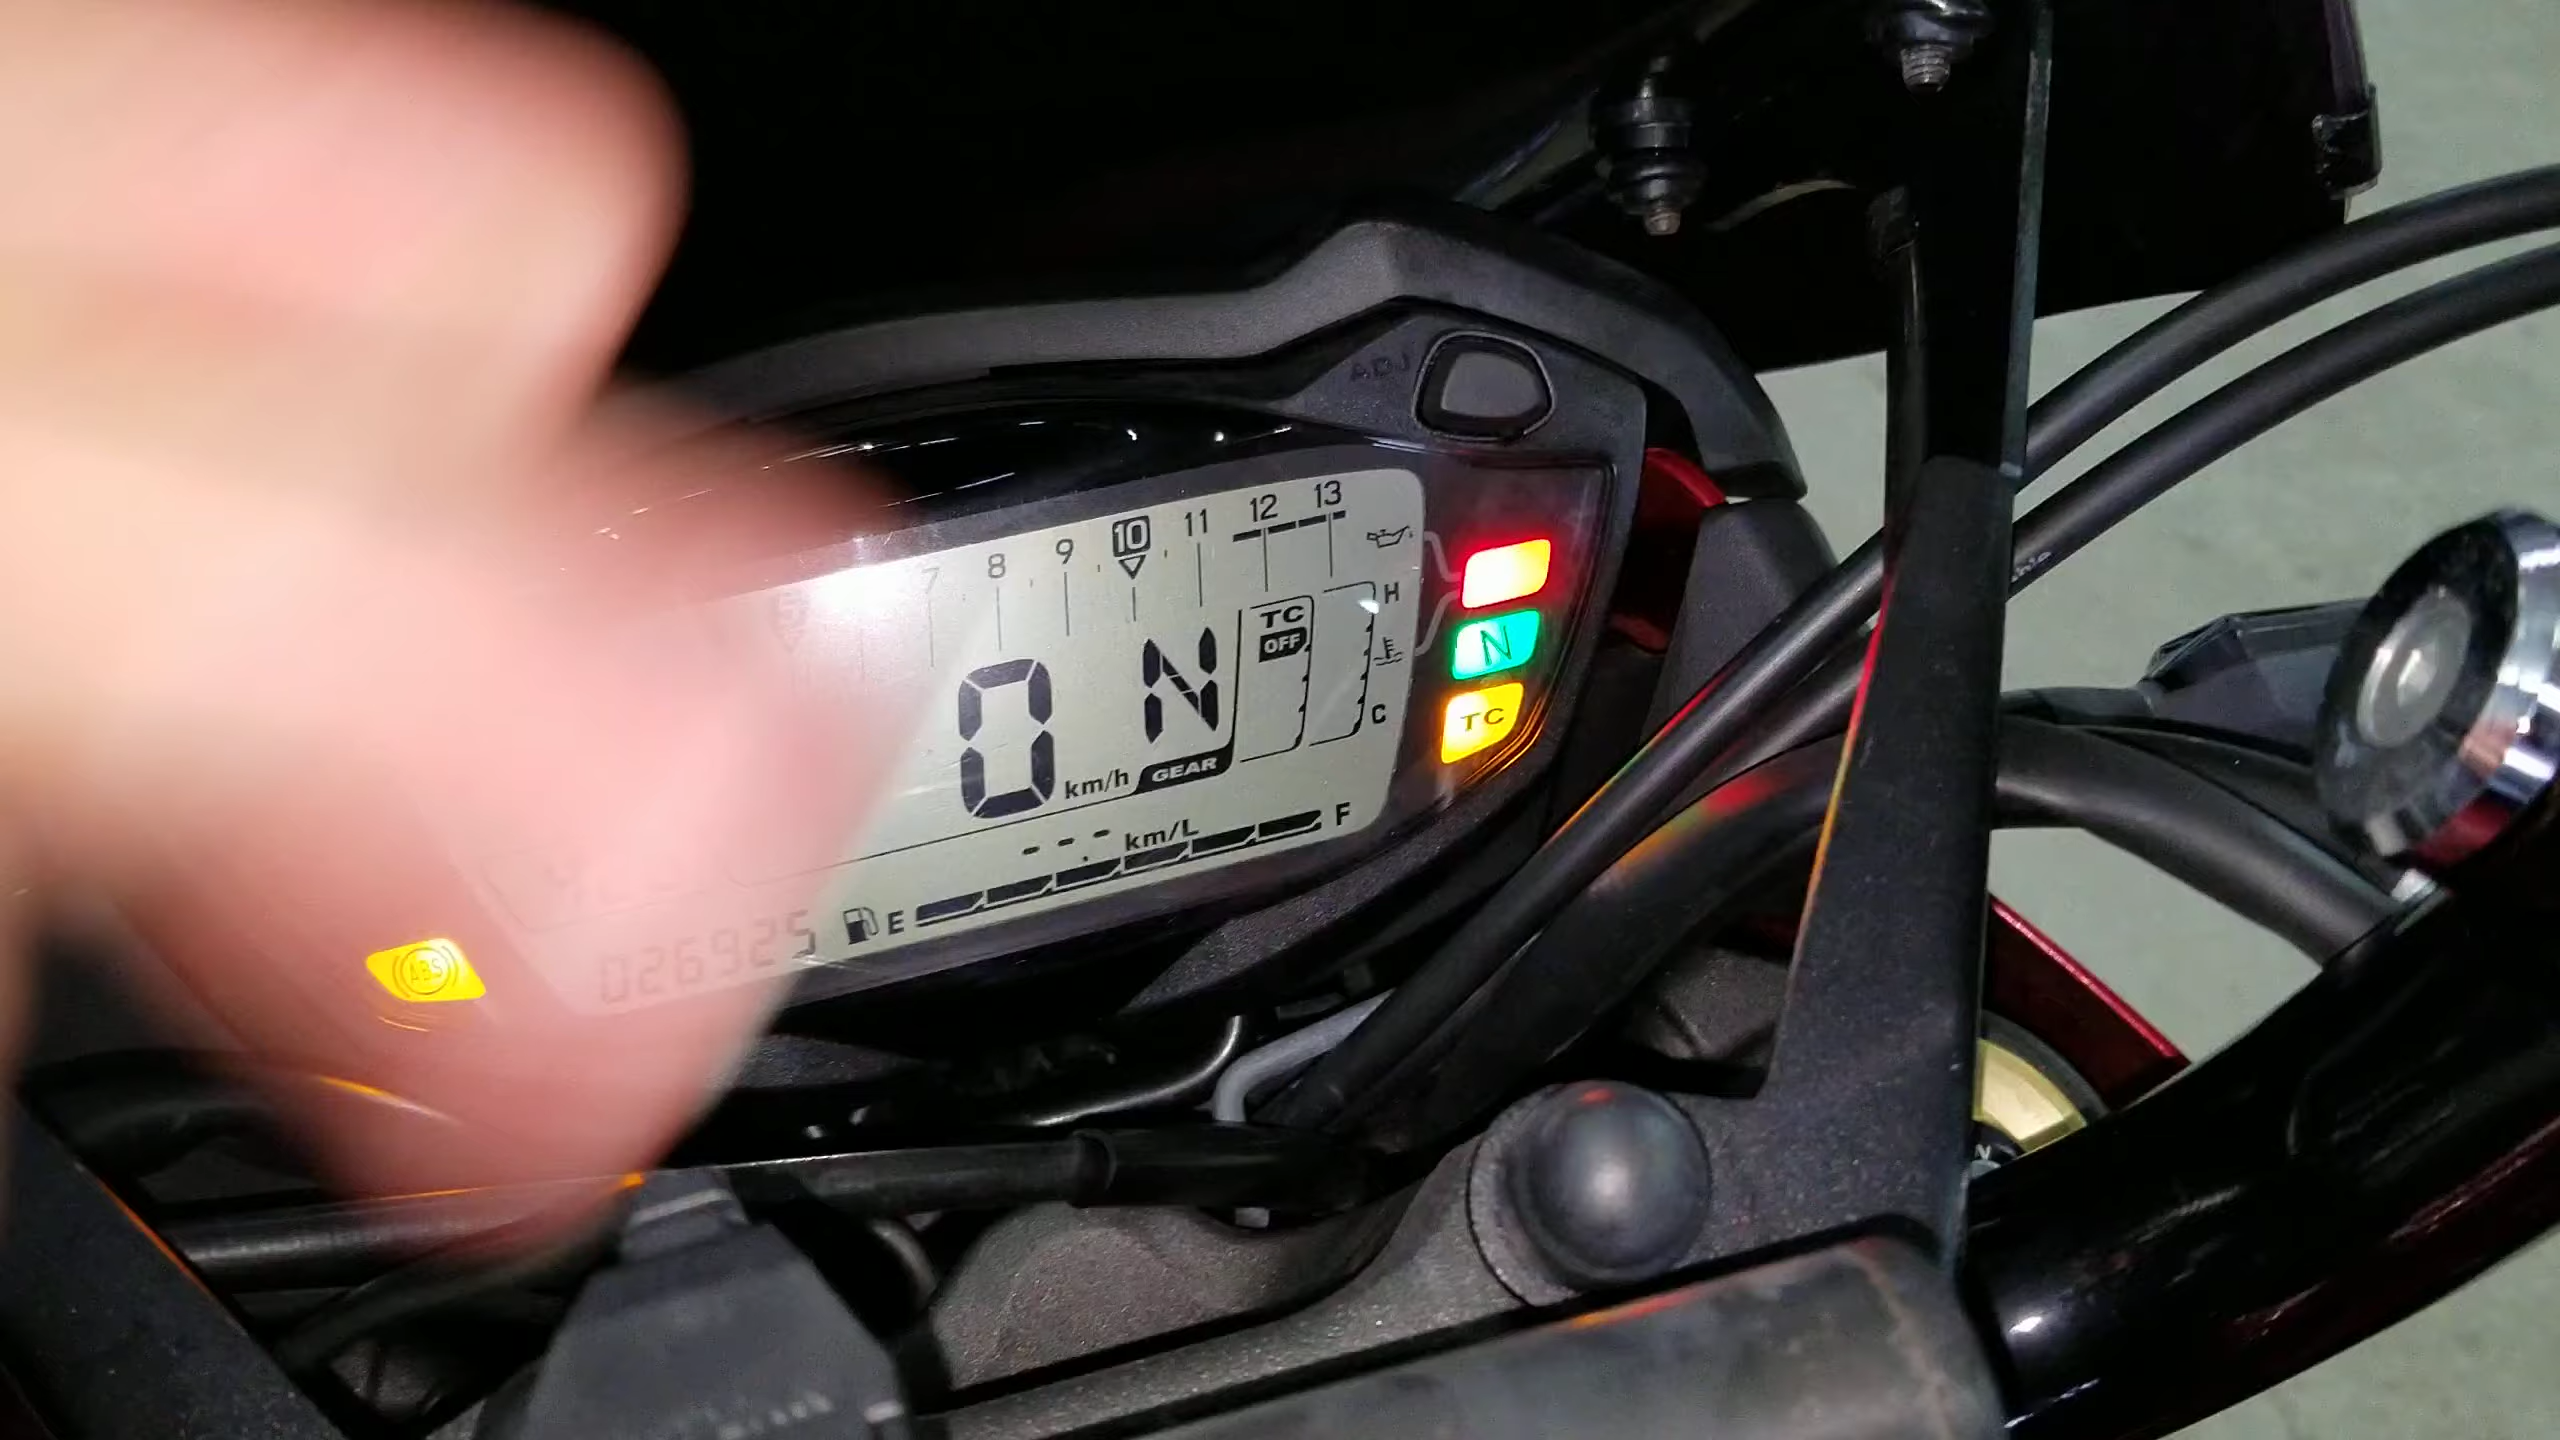 ADJ
7 8 9 10 11 12 13
TC
OFF
H
N
0 N
TC
km/h GEAR
C
--.- km/L
E F
026925
ABS